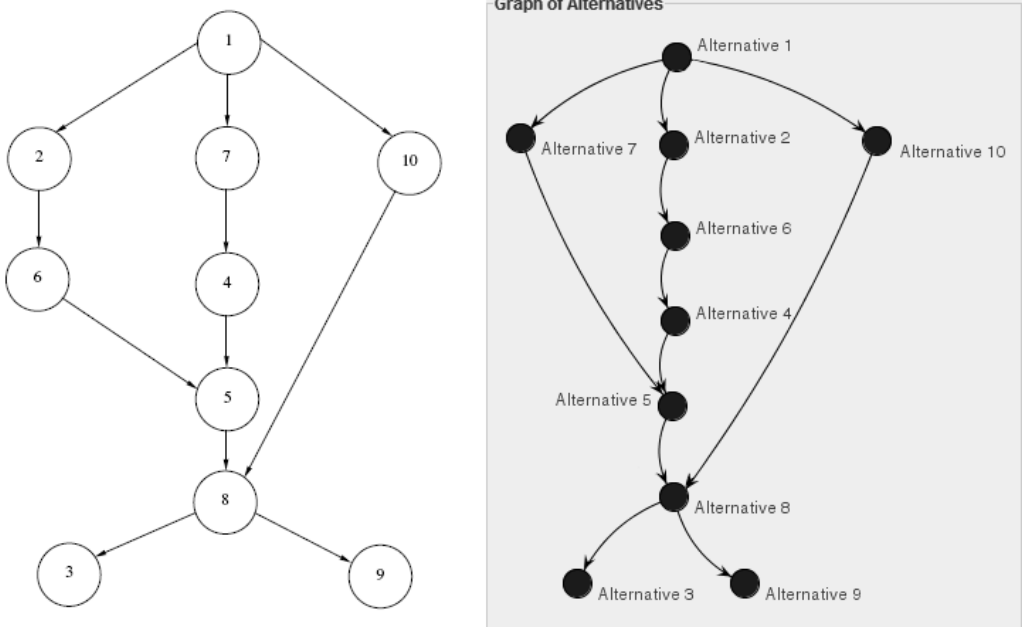 1
2
7
10
6
4
5
8
3
9
Graph of Alternatives
Alternative 1
Alternative 2
Alternative 7
Alternative 10
Alternative 6
Alternative 4
Alternative 5
Alternative 8
Alternative 3
Alternative 9